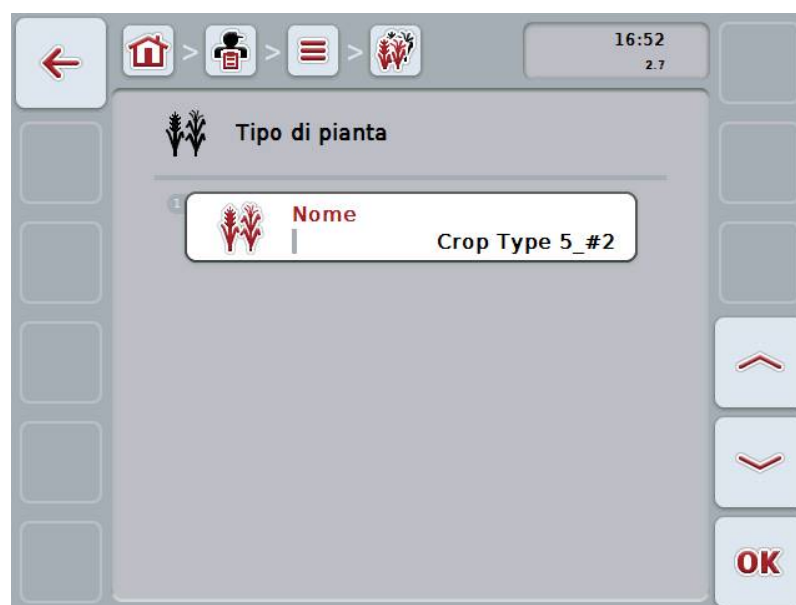 > > >
16:52
2.7
Tipo di pianta
1
Nome
Crop Type 5_#2
OK